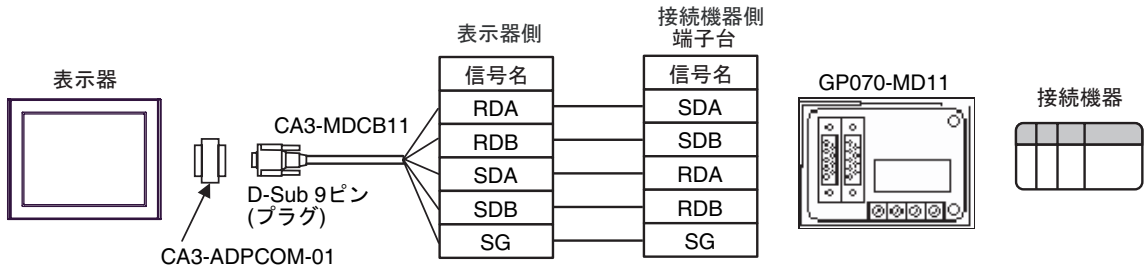 表示器
CA3-ADPCOM-01
CA3-MDCB11
D-Sub 9ピン
(プラグ)
表示器側
信号名
RDA
RDB
SDA
SDB
SG
接続機器側
端子台
信号名
SDA
SDB
RDA
RDB
SG
GP070-MD11
接続機器